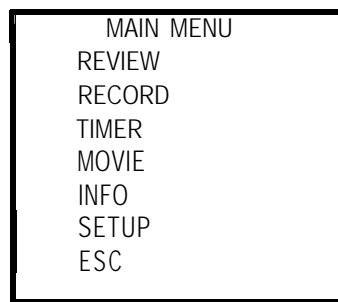 MAIN MENU
REVIEW
RECORD
TIMER
MOVIE
INFO
SETUP
ESC